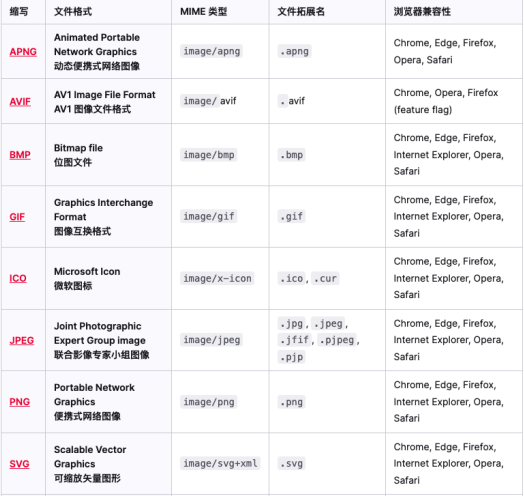 缩写 文件格式 MIME 类型 文件拓展名 浏览器兼容性
APNG
Animated Portable
Network Graphics
动态便携式网络图像
image/apng
.apng
Chrome, Edge, Firefox,
Opera, Safari
AVIF
AV1 Image File Format
AV1 图像文件格式
image/ avif
. avif
Chrome, Opera, Firefox
(feature flag)
BMP
Bitmap file
位图文件
image/bmp
.bmp
Chrome, Edge, Firefox,
Internet Explorer, Opera,
Safari
GIF
Graphics Interchange
Format
图像互换格式
image/gif
.gif
Chrome, Edge, Firefox,
Internet Explorer, Opera,
Safari
ICO
Microsoft Icon
微软图标
image/x-icon
.ico, .cur
Chrome, Edge, Firefox,
Internet Explorer, Opera,
Safari
JPEG
Joint Photographic
Expert Group image
联合影像专家小组图像
image/jpeg
.jpg, .jpeg,
.jfif, .pjpeg,
.pjp
Chrome, Edge, Firefox,
Internet Explorer, Opera,
Safari
PNG
Portable Network
Graphics
便携式网络图像
image/png
.png
Chrome, Edge, Firefox,
Internet Explorer, Opera,
Safari
SVG
Scalable Vector
Graphics
可缩放矢量图形
image/svg+xml
.svg
Chrome, Edge, Firefox,
Internet Explorer, Opera,
Safari